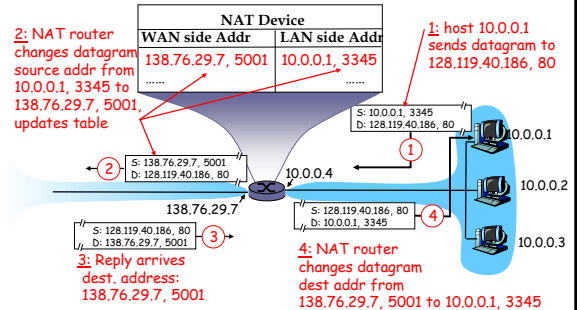 NAT Device
WAN side Addr LAN side Addr
138.76.29.7, 5001 10.0.0.1, 3345
...... ......
2: NAT router
changes datagram
source addr from
10.0.0.1, 3345 to
138.76.29.7, 5001,
updates table
1: host 10.0.0.1
sends datagram to
128.119.40.186, 80
S: 10.0.0.1, 3345
D: 128.119.40.186, 80
1
10.0.0.1
S: 138.76.29.7, 5001
D: 128.119.40.186, 80
2
10.0.0.4
10.0.0.2
138.76.29.7
S: 128.119.40.186, 80
D: 10.0.0.1, 3345
4
S: 128.119.40.186, 80
D: 138.76.29.7, 5001
3
10.0.0.3
3: Reply arrives
dest. address:
138.76.29.7, 5001
4: NAT router
changes datagram
dest addr from
138.76.29.7, 5001 to 10.0.0.1, 3345